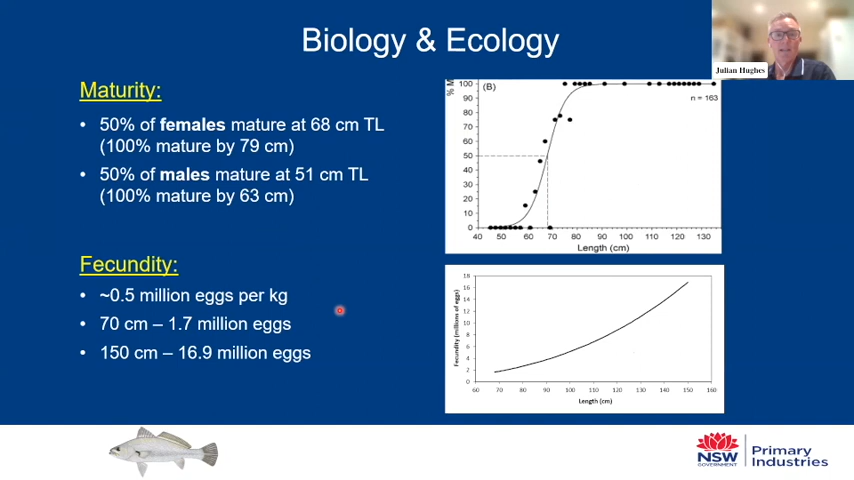 Biology & Ecology
Julian Hughes
Maturity:
• 50% of females mature at 68 cm TL
(100% mature by 79 cm)
• 50% of males mature at 51 cm TL
(100% mature by 63 cm)
Fecundity:
• ~0.5 million eggs per kg
• 70 cm – 1.7 million eggs
• 150 cm – 16.9 million eggs
% M
(B)
n = 163
100
90
80
70
60
50
40
30
20
10
0
40 50 60 70 80 90 100 110 120 130
Length (cm)
Fecundity (millions of eggs)
18
16
14
12
10
8
6
4
2
0
60 70 80 90 100 110 120 130 140 150 160
Length (cm)
NSW
GOVERNMENT
Primary
Industries